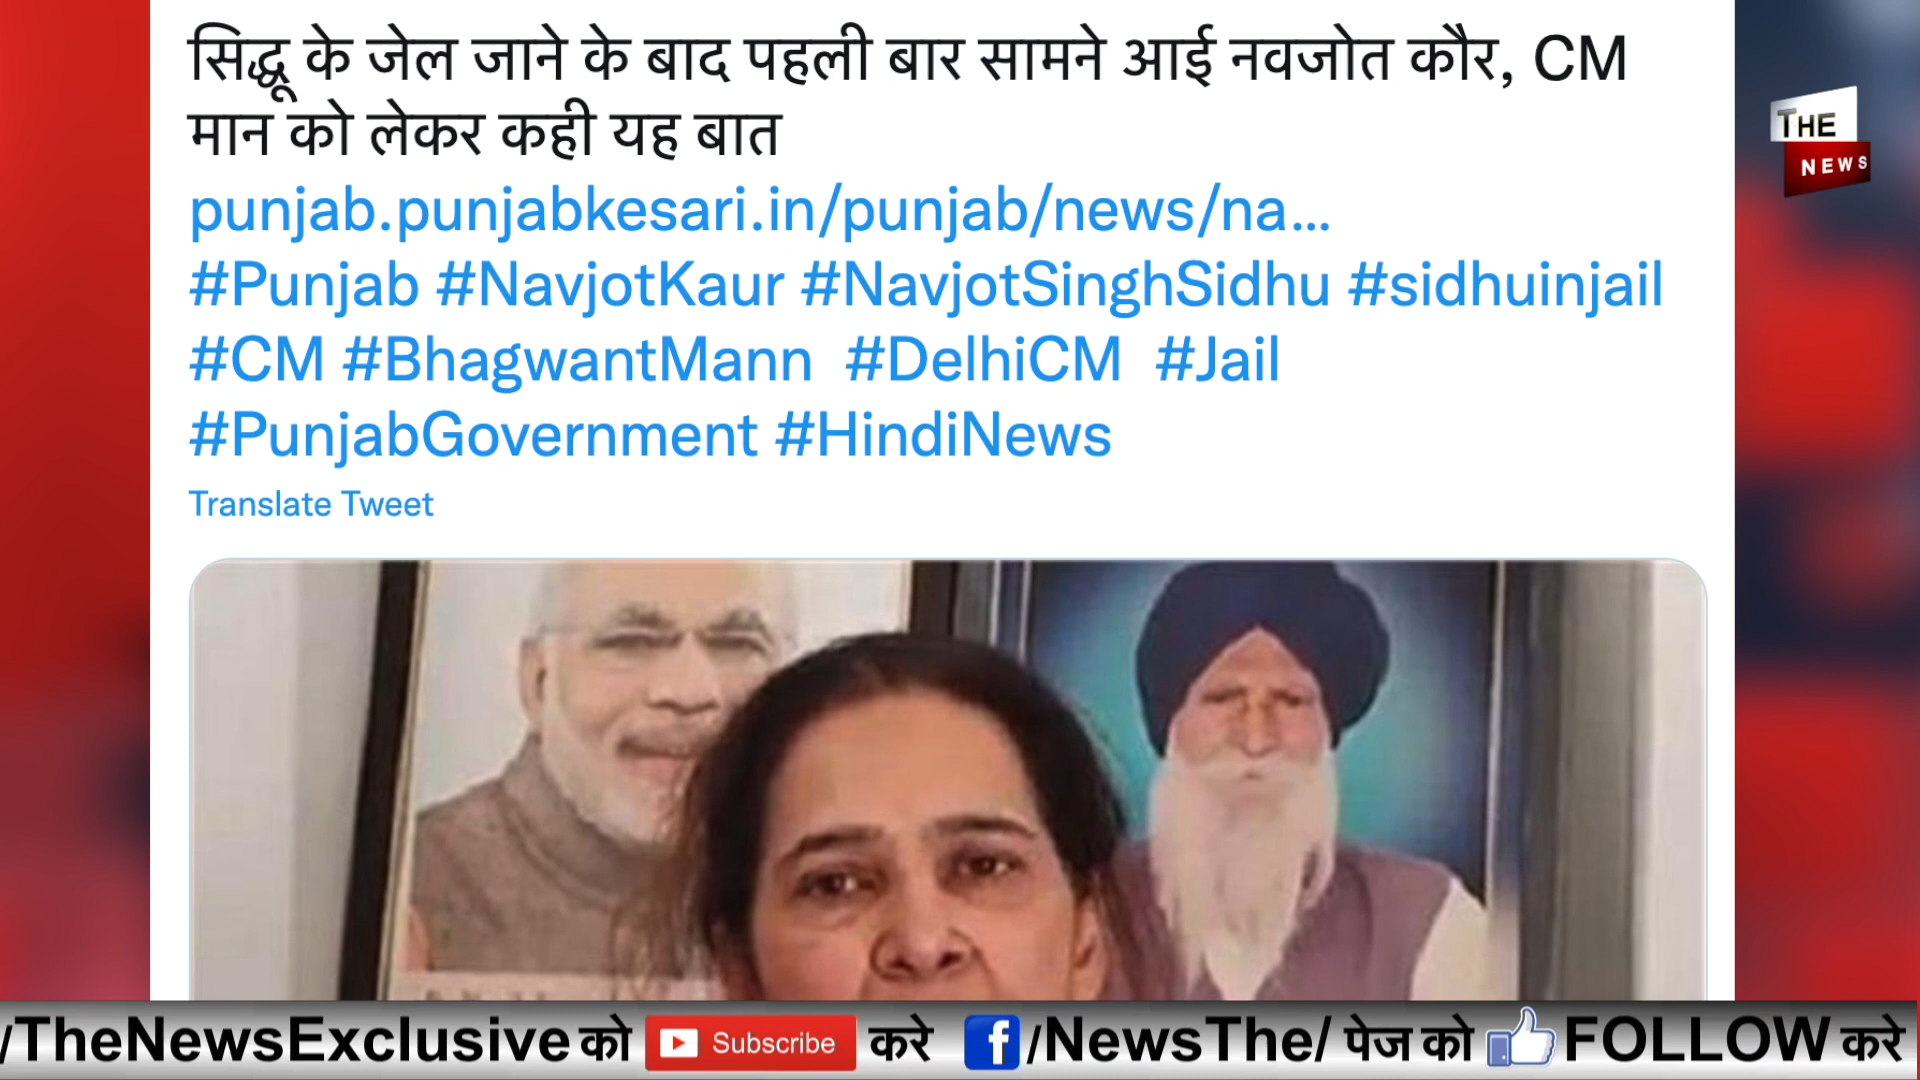 सिद्धू के जेल जाने के बाद पहली बार सामने आई नवजोत कौर, CM
मान को लेकर कही यह बात
punjab.punjabkesari.in/punjab/news/na...
#Punjab #NavjotKaur #NavjotSinghSidhu #sidhuinjail
#CM #BhagwantMann #DelhiCM #Jail
#PunjabGovernment #HindiNews
Translate Tweet
THE
NEWS
/TheNewsExclusive को Subscribe करे f /NewsThe/ पेज को FOLLOW करे